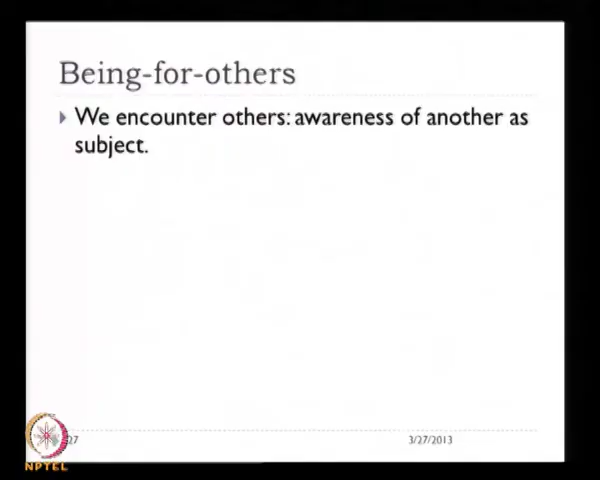 Being-for-others
We encounter others: awareness of another as
subject.
27
3/27/2013
NPTEL